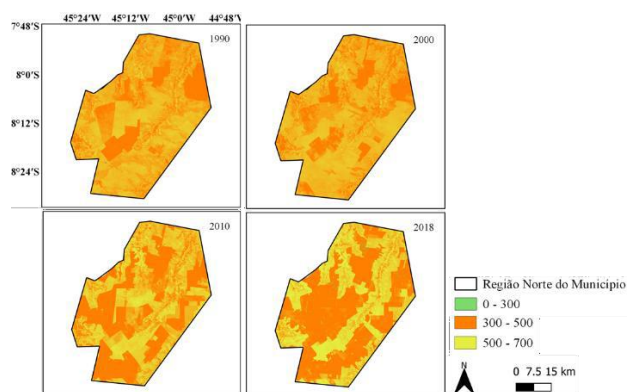 45°24'W 45°12'W 45°0'W 44°48'W
7°48'S
8°0'S
8°12'S
8°24'S
1990
2000
2010
2018
Região Norte do Municipio
0 - 300
300 - 500
500 - 700
N
0 7.5 15 km